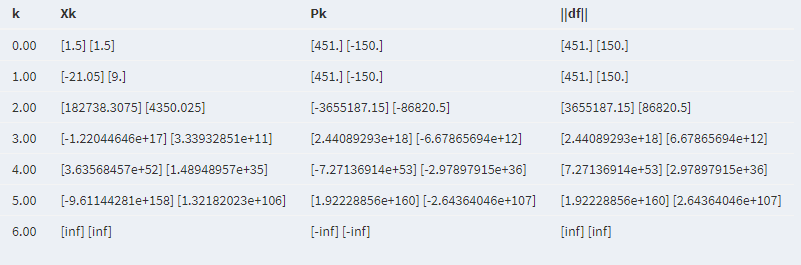 k Xk Pk ||df||
0.00 [1.5] [1.5] [451.] [-150.] [451.] [150.]
1.00 [-21.05] [9.] [451.] [-150.] [451.] [150.]
2.00 [182738.3075] [4350.025] [-3655187.15] [-86820.5] [3655187.15] [86820.5]
3.00 [-1.22044646e+17] [3.33932851e+11] [2.44089293e+18] [-6.67865694e+12] [2.44089293e+18] [6.67865694e+12]
4.00 [3.63568457e+52] [1.48948957e+35] [-7.27136914e+53] [-2.97897915e+36] [7.27136914e+53] [2.97897915e+36]
5.00 [-9.61144281e+158] [1.32182023e+106] [1.92228856e+160] [-2.64364046e+107] [1.92228856e+160] [2.64364046e+107]
6.00 [inf] [inf] [-inf] [-inf] [inf] [inf]